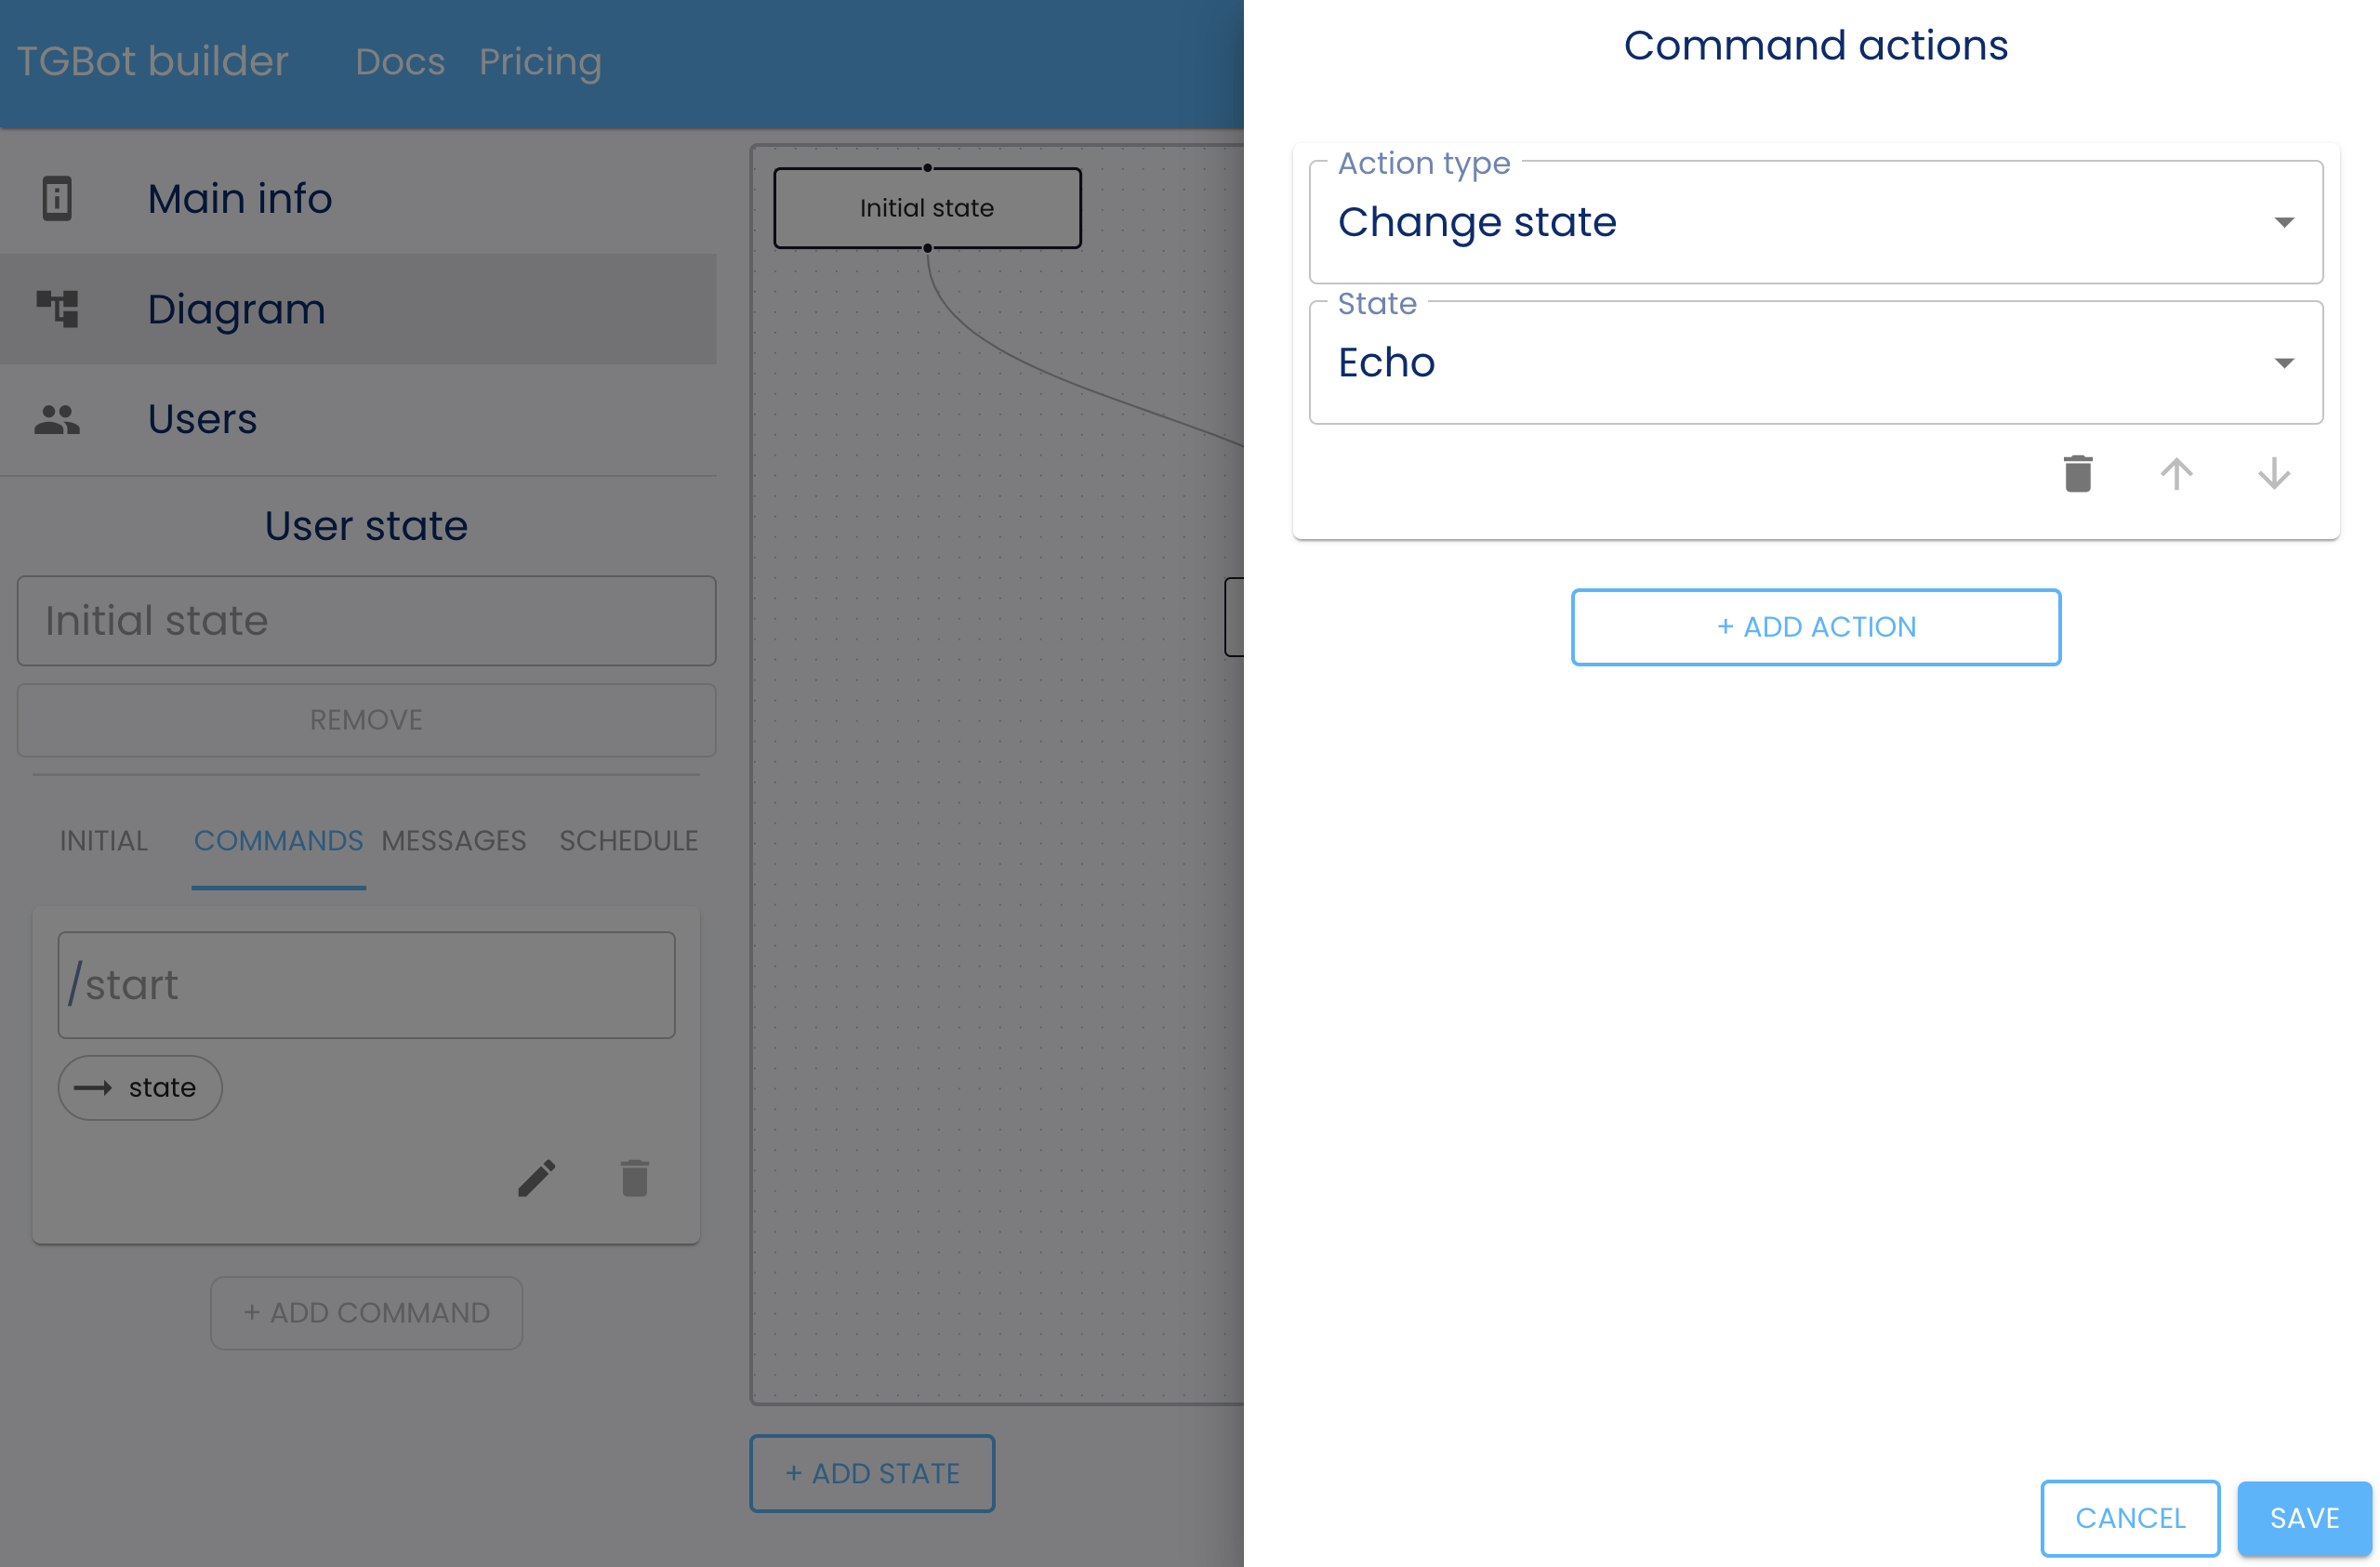 TGBot builder
Docs
Pricing
Main info
Diagram
Users
User state
Initial state
REMOVE
INITIAL
COMMANDS
MESSAGES
SCHEDULE
/start
state
+ ADD COMMAND
Initial state
+ ADD STATE
Command actions
Action type
Change state
State
Echo
+ ADD ACTION
CANCEL
SAVE